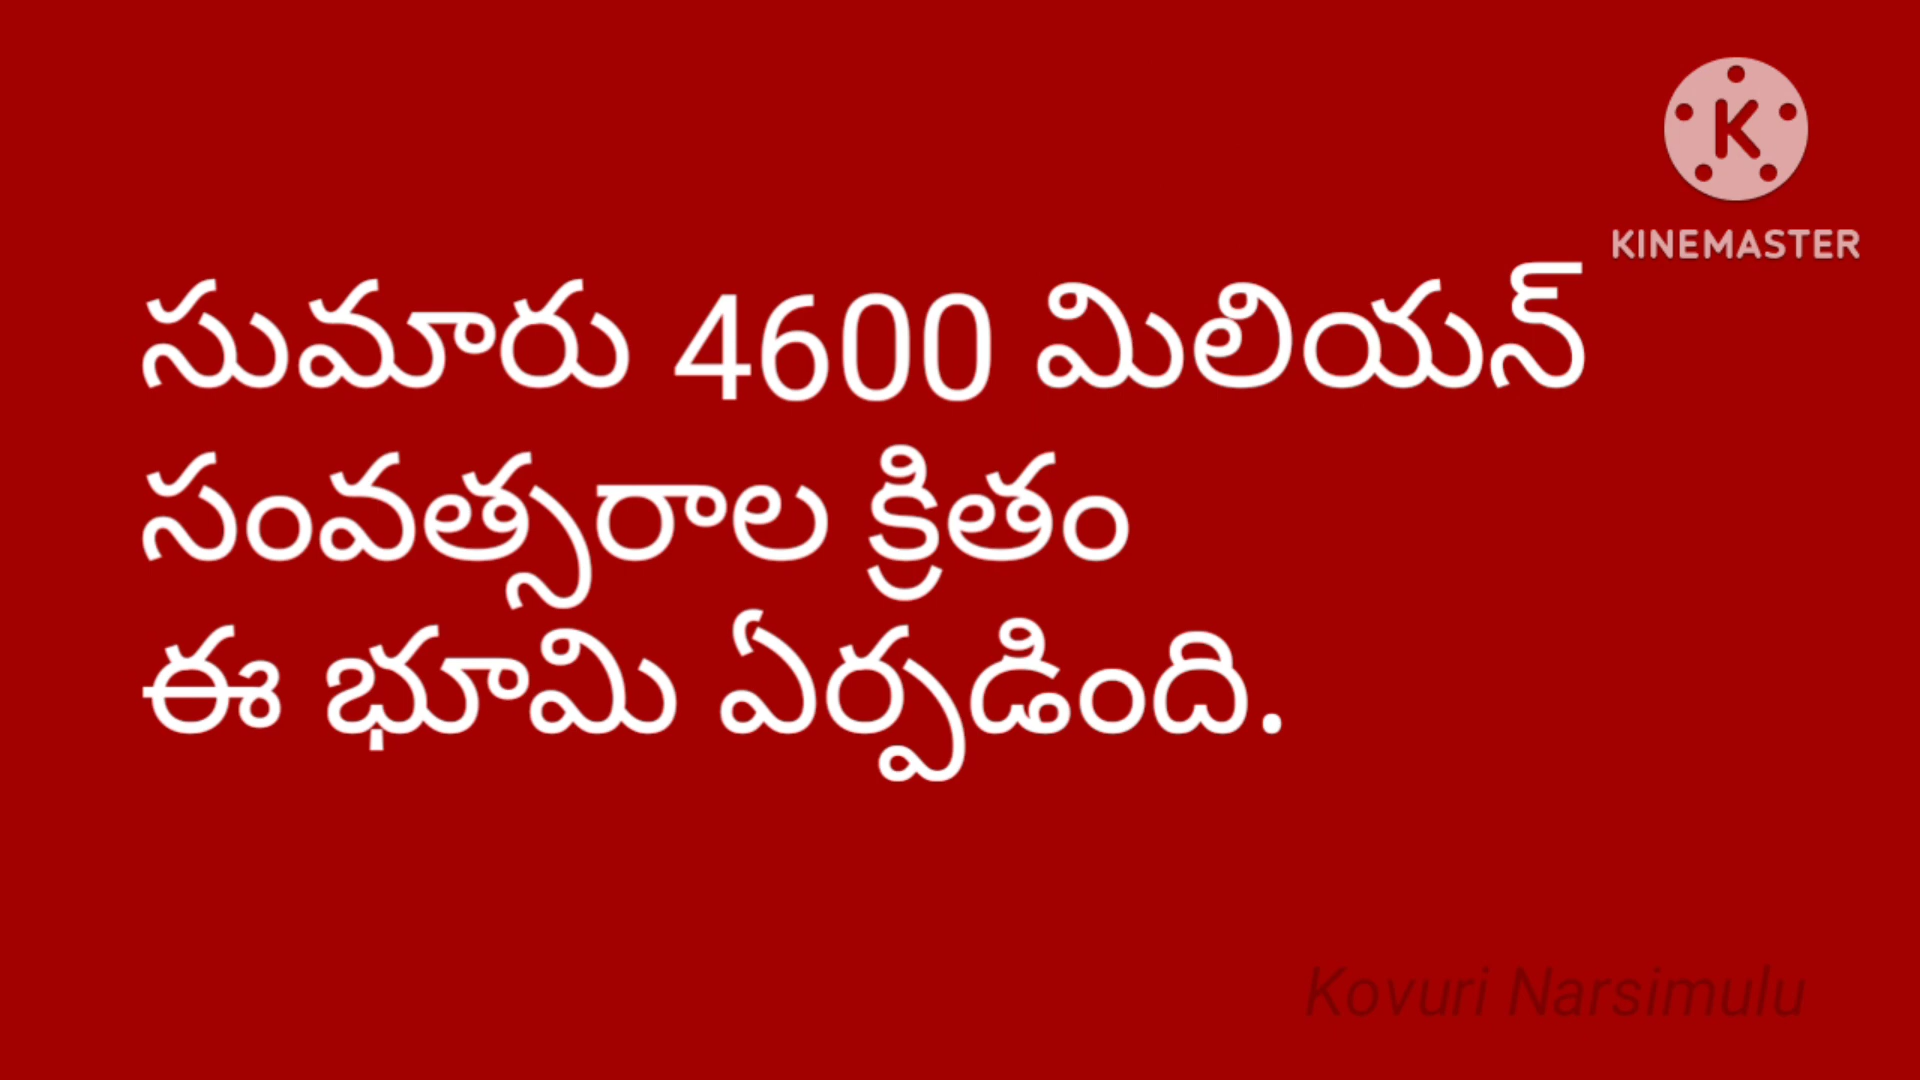 KINEMASTER
సుమారు 4600 మిలియన్
సంవత్సరాల క్రితం
ఈ భూమి ఏర్పడింది.
Kovuri Narsimulu